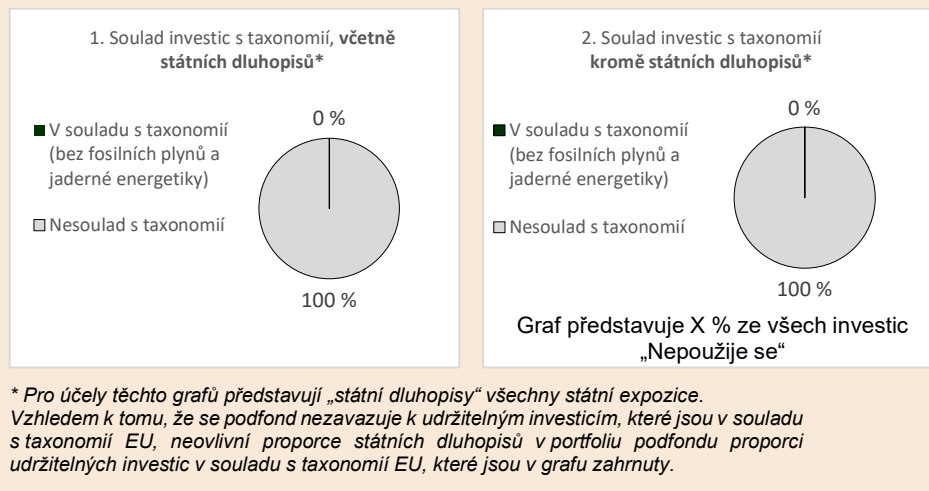 1. Soulad investic s taxonomií, včetně
státních dluhopisů*
V souladu s taxonomií
(bez fosilních plynů a
jaderné energetiky)
Nesoulad s taxonomií
0 %
100 %
2. Soulad investic s taxonomií
kromě státních dluhopisů*
V souladu s taxonomií
(bez fosilních plynů a
jaderné energetiky)
Nesoulad s taxonomií
0 %
100 %
Graf představuje X % ze všech investic
„Nepoužije se“
* Pro účely těchto grafů představují „státní dluhopisy“ všechny státní expozice.
Vzhledem k tomu, že se podfond nezavazuje k udržitelným investicím, které jsou v souladu
s taxonomií EU, neovlivní proporce státních dluhopisů v portfoliu podfondu proporci
udržitelných investic v souladu s taxonomií EU, které jsou v grafu zahrnuty.